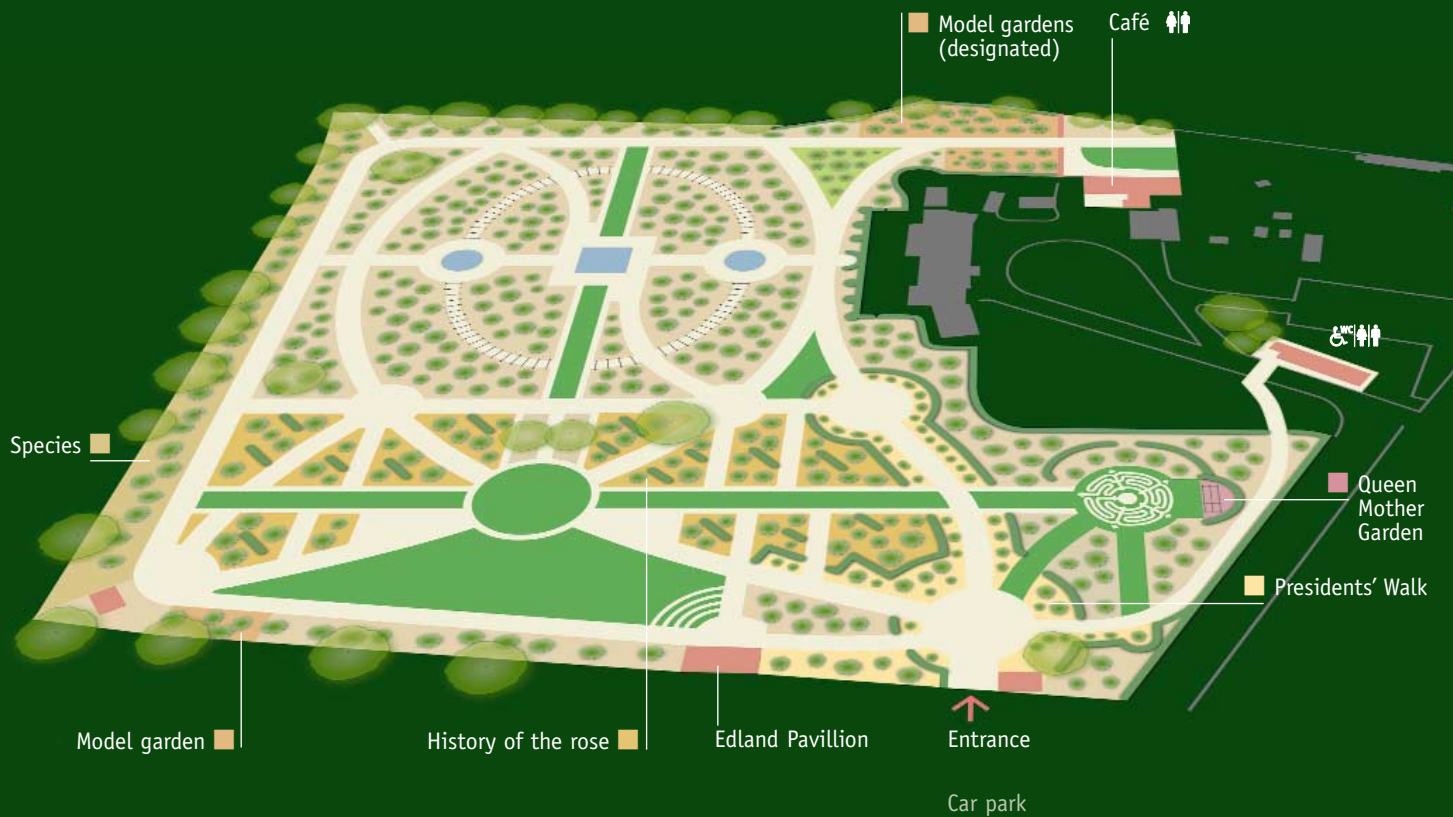 Model gardens
(designated)
Café
WC
Species
Queen
Mother
Garden
Presidents’ Walk
Model garden
History of the rose
Edland Pavillion
Entrance
Car park